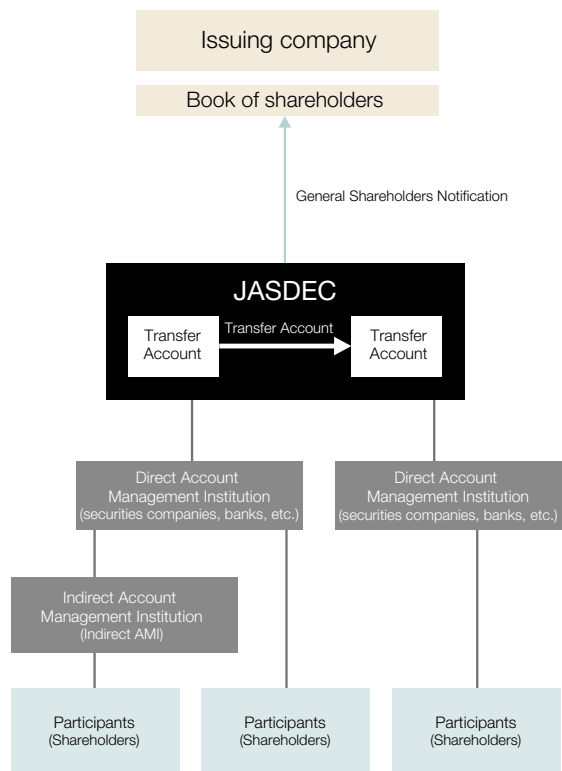 Issuing company
Book of shareholders
General Shareholders Notification
JASDEC
Transfer
Account
Transfer Account
Transfer
Account
Direct Account
Management Institution
(securities companies, banks, etc.)
Direct Account
Management Institution
(securities companies, banks, etc.)
Indirect Account
Management Institution
(Indirect AMI)
Participants
(Shareholders)
Participants
(Shareholders)
Participants
(Shareholders)